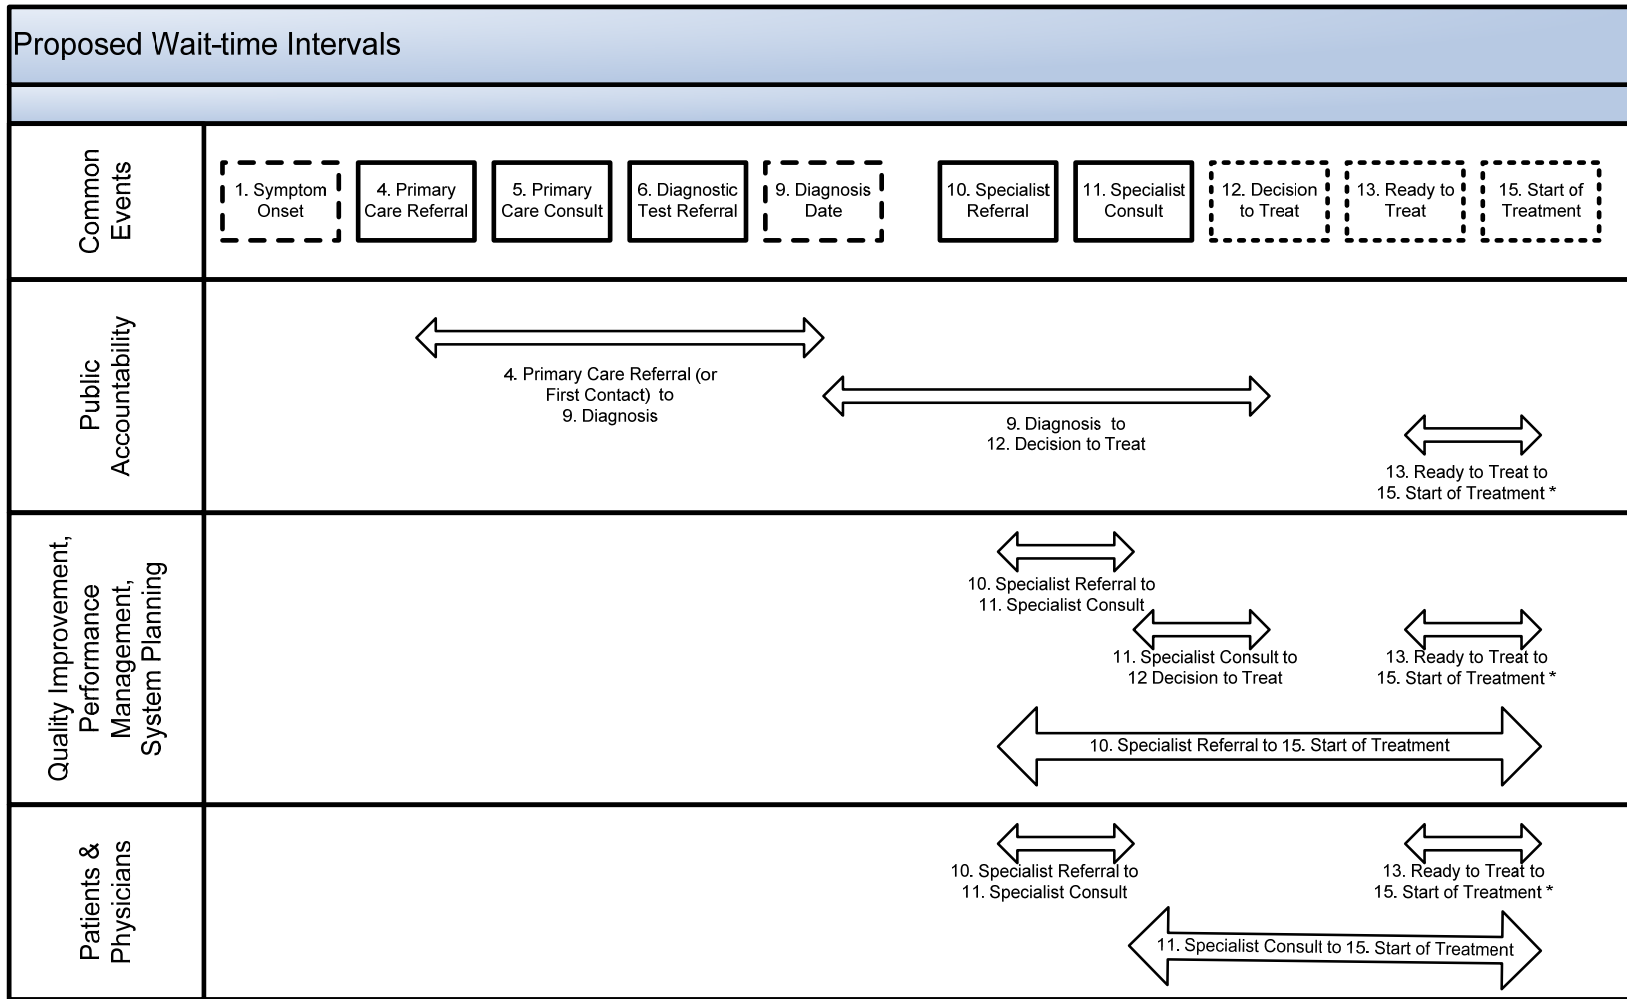 Proposed Wait-time Intervals
Common
Events
1. Symptom
Onset
4. Primary
Care Referral
5. Primary
Care Consult
6. Diagnostic
Test Referral
9. Diagnosis
Date
10. Specialist
Referral
11. Specialist
Consult
12. Decision
to Treat
13. Ready to
Treat
15. Start of
Treatment
Public
Accountability
4. Primary Care Referral (or
First Contact) to
9. Diagnosis
9. Diagnosis to
12. Decision to Treat
13. Ready to Treat to
15. Start of Treatment *
Quality Improvement,
Performance
Management,
System Planning
10. Specialist Referral to
11. Specialist Consult
11. Specialist Consult to
12 Decision to Treat
13. Ready to Treat to
15. Start of Treatment *
10. Specialist Referral to 15. Start of Treatment
Patients &
Physicians
10. Specialist Referral to
11. Specialist Consult
13. Ready to Treat to
15. Start of Treatment *
11. Specialist Consult to 15. Start of Treatment